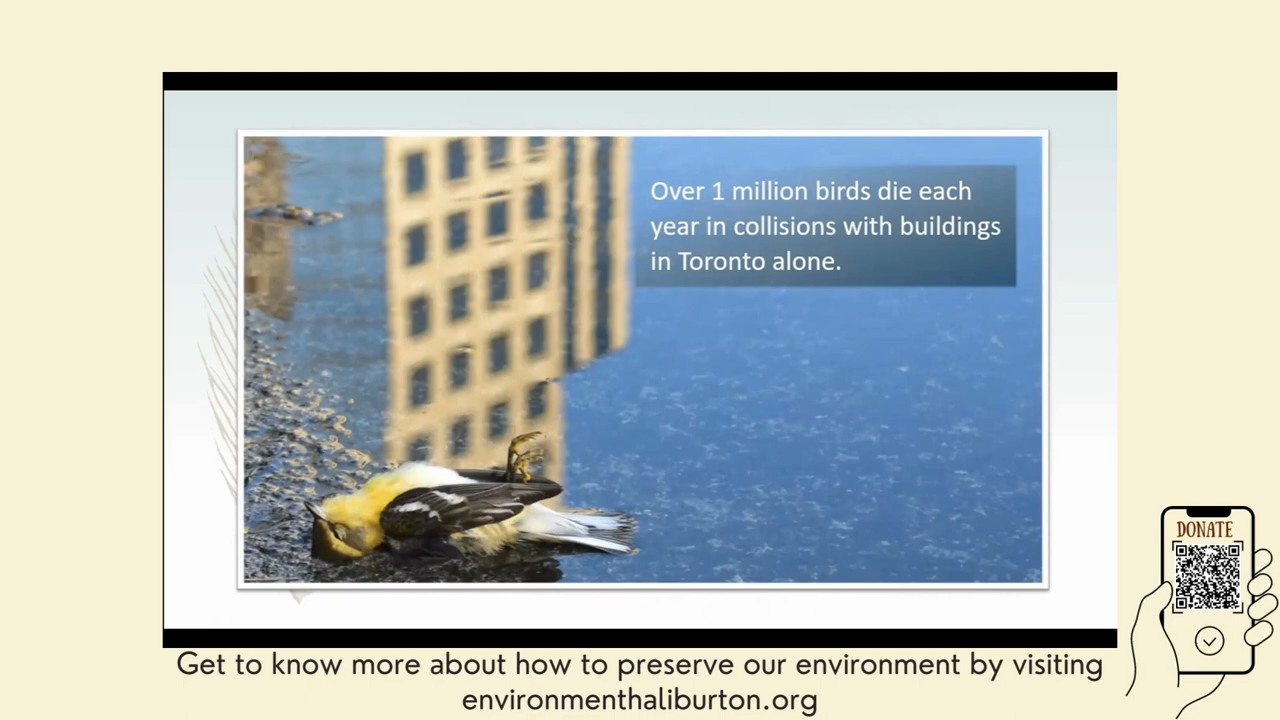 Over 1 million birds die each
year in collisions with buildings
in Toronto alone.
DONATE
Get to know more about how to preserve our environment by visiting
environmenthaliburton.org